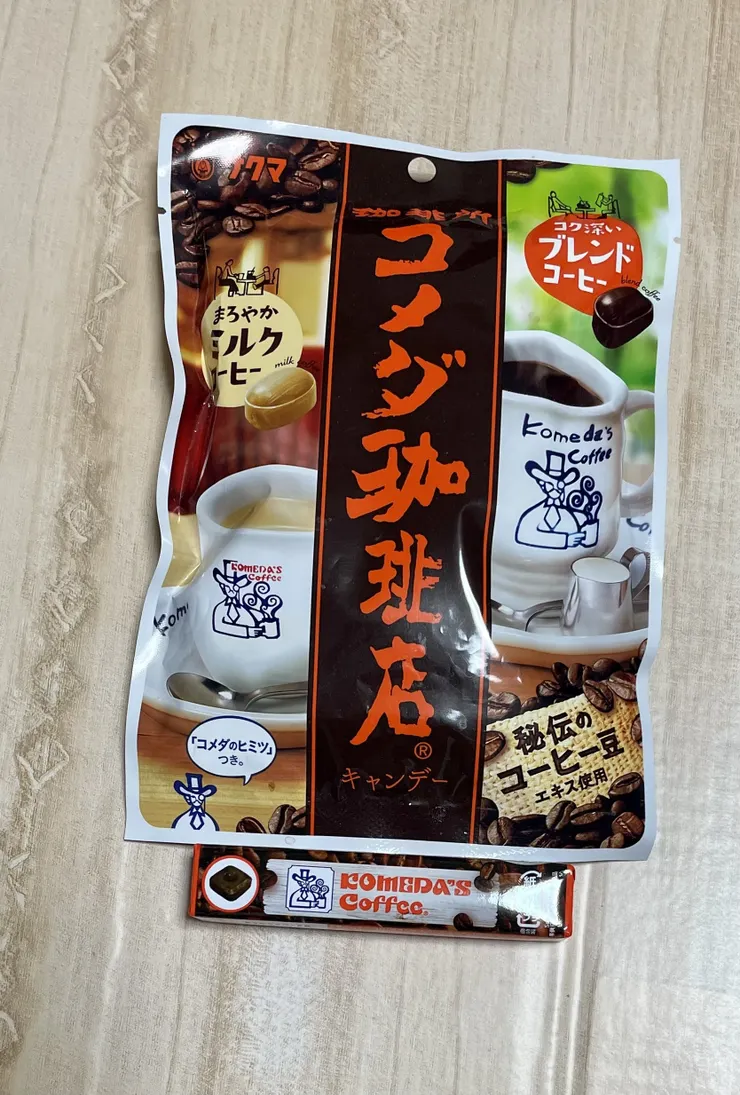 サクマ
珈琲所
コメダ珈琲店®
キャンデー
まろやか
ミルク
コーヒー
milk coffee
コク深い
ブレンド
コーヒー
blend coffee
Komeda's
Coffee
KOMEDA'S
Coffee
Kome
「コメダのヒミツ」
つき。
秘伝の
コーヒー豆
エキス使用
KOMEDA'S
Coffee®
紙